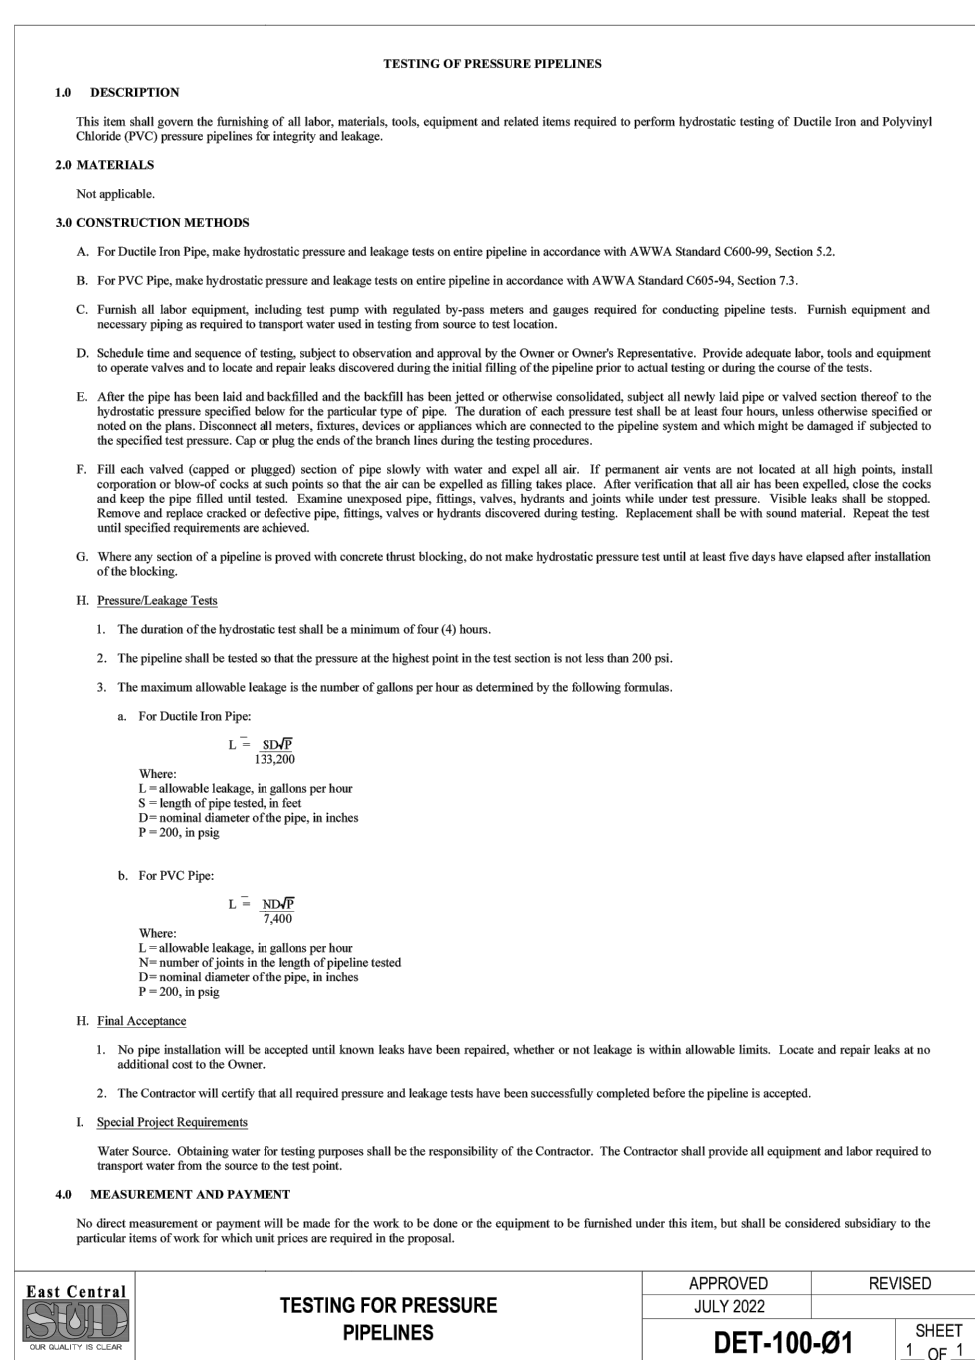 TESTING OF PRESSURE PIPELINES
1.0 DESCRIPTION
This item shall govern the furnishing of all labor, materials, tools, equipment and related items required to perform hydrostatic testing of Ductile Iron and Polyvinyl
Chloride (PVC) pressure pipelines for integrity and leakage.
2.0 MATERIALS
Not applicable.
3.0 CONSTRUCTION METHODS
A. For Ductile Iron Pipe, make hydrostatic pressure and leakage tests on entire pipeline in accordance with AWWA Standard C600-99, Section 5.2.
B. For PVC Pipe, make hydrostatic pressure and leakage tests on entire pipeline in accordance with AWWA Standard C605-94, Section 7.3.
C. Furnish all labor equipment, including test pump with regulated by-pass meters and gauges required for conducting pipeline tests. Furnish equipment and
necessary piping as required to transport water used in testing from source to test location.
D. Schedule time and sequence of testing, subject to observation and approval by the Owner or Owner's Representative. Provide adequate labor, tools and equipment
to operate valves and to locate and repair leaks discovered during the initial filling of the pipeline prior to actual testing or during the course of the tests.
E. After the pipe has been laid and backfilled and the backfill has been jetted or otherwise consolidated, subject all newly laid pipe or valved section thereof to the
hydrostatic pressure specified below for the particular type of pipe. The duration of each pressure test shall be at least four hours, unless otherwise specified or
noted on the plans. Disconnect all meters, fixtures, devices or appliances which are connected to the pipeline system and which might be damaged if subjected to
the specified test pressure. Cap or plug the ends of the branch lines during the testing procedures.
F. Fill each valved (capped or plugged) section of pipe slowly with water and expel all air. If permanent air vents are not located at all high points, install
corporation or blow-of cocks at such points so that the air can be expelled as filling takes place. After verification that all air has been expelled, close the cocks
and keep the pipe filled until tested. Examine unexposed pipe, fittings, valves, hydrants and joints while under test pressure. Visible leaks shall be stopped.
Remove and replace cracked or defective pipe, fittings, valves or hydrants discovered during testing. Replacement shall be with sound material. Repeat the test
until specified requirements are achieved.
G. Where any section of a pipeline is proved with concrete thrust blocking, do not make hydrostatic pressure test until at least five days have elapsed after installation
of the blocking.
H. Pressure/Leakage Tests
1. The duration of the hydrostatic test shall be a minimum of four (4) hours.
2. The pipeline shall be tested so that the pressure at the highest point in the test section is not less than 200 psi.
3. The maximum allowable leakage is the number of gallons per hour as determined by the following formulas.
a. For Ductile Iron Pipe:
L = SD√P
133,200
Where:
L = allowable leakage, in gallons per hour
S = length of pipe tested, in feet
D= nominal diameter of the pipe, in inches
P = 200, in psig
b. For PVC Pipe:
L = ND√P
7,400
Where:
L = allowable leakage, in gallons per hour
N= number of joints in the length of pipeline tested
D= nominal diameter of the pipe, in inches
P = 200, in psig
H. Final Acceptance
1. No pipe installation will be accepted until known leaks have been repaired, whether or not leakage is within allowable limits. Locate and repair leaks at no
additional cost to the Owner.
2. The Contractor will certify that all required pressure and leakage tests have been successfully completed before the pipeline is accepted.
I. Special Project Requirements
Water Source. Obtaining water for testing purposes shall be the responsibility of the Contractor. The Contractor shall provide all equipment and labor required to
transport water from the source to the test point.
4.0 MEASUREMENT AND PAYMENT
No direct measurement or payment will be made for the work to be done or the equipment to be furnished under this item, but shall be considered subsidiary to the
particular items of work for which unit prices are required in the proposal.
East Central
SUD
OUR QUALITY IS CLEAR
TESTING FOR PRESSURE
PIPELINES
APPROVED
JULY 2022
REVISED
DET-100-Ø1
SHEET
1 OF 1